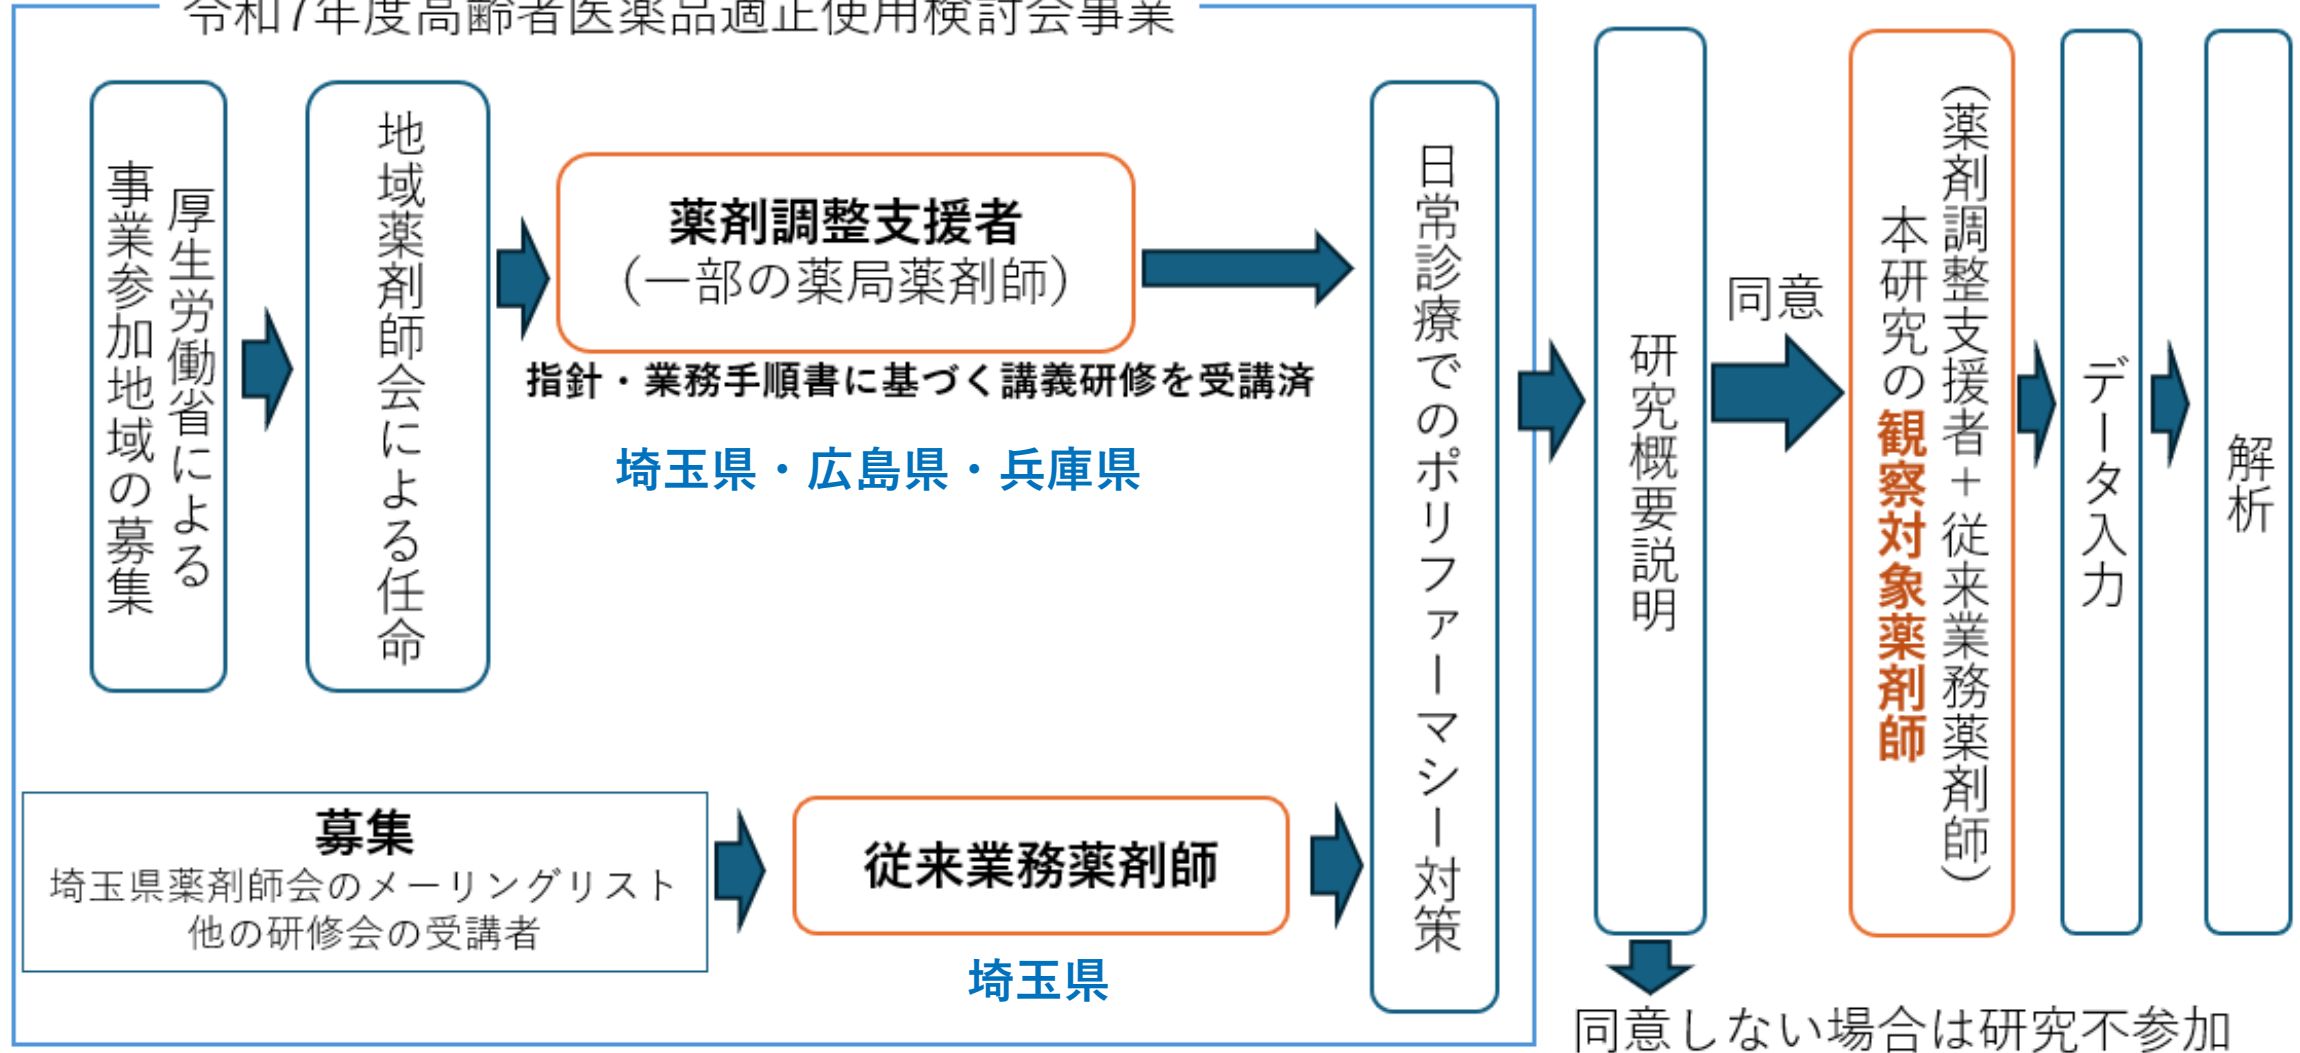 令和7年度高齢者医薬品適正使用検討会事業
厚生労働省による
事業参加地域の募集
地域薬剤師会による任命
薬剤調整支援者
（一部の薬局薬剤師）
指針・業務手順書に基づく講義研修を受講済
埼玉県・広島県・兵庫県
募集
埼玉県薬剤師会のメーリングリスト
他の研修会の受講者
従来業務薬剤師
埼玉県
日常診療でのポリファーマシー対策
研究概要説明
同意
同意しない場合は研究不参加
(薬剤調整支援者＋従来業務薬剤師)
本研究の観察対象薬剤師
データ入力
解析